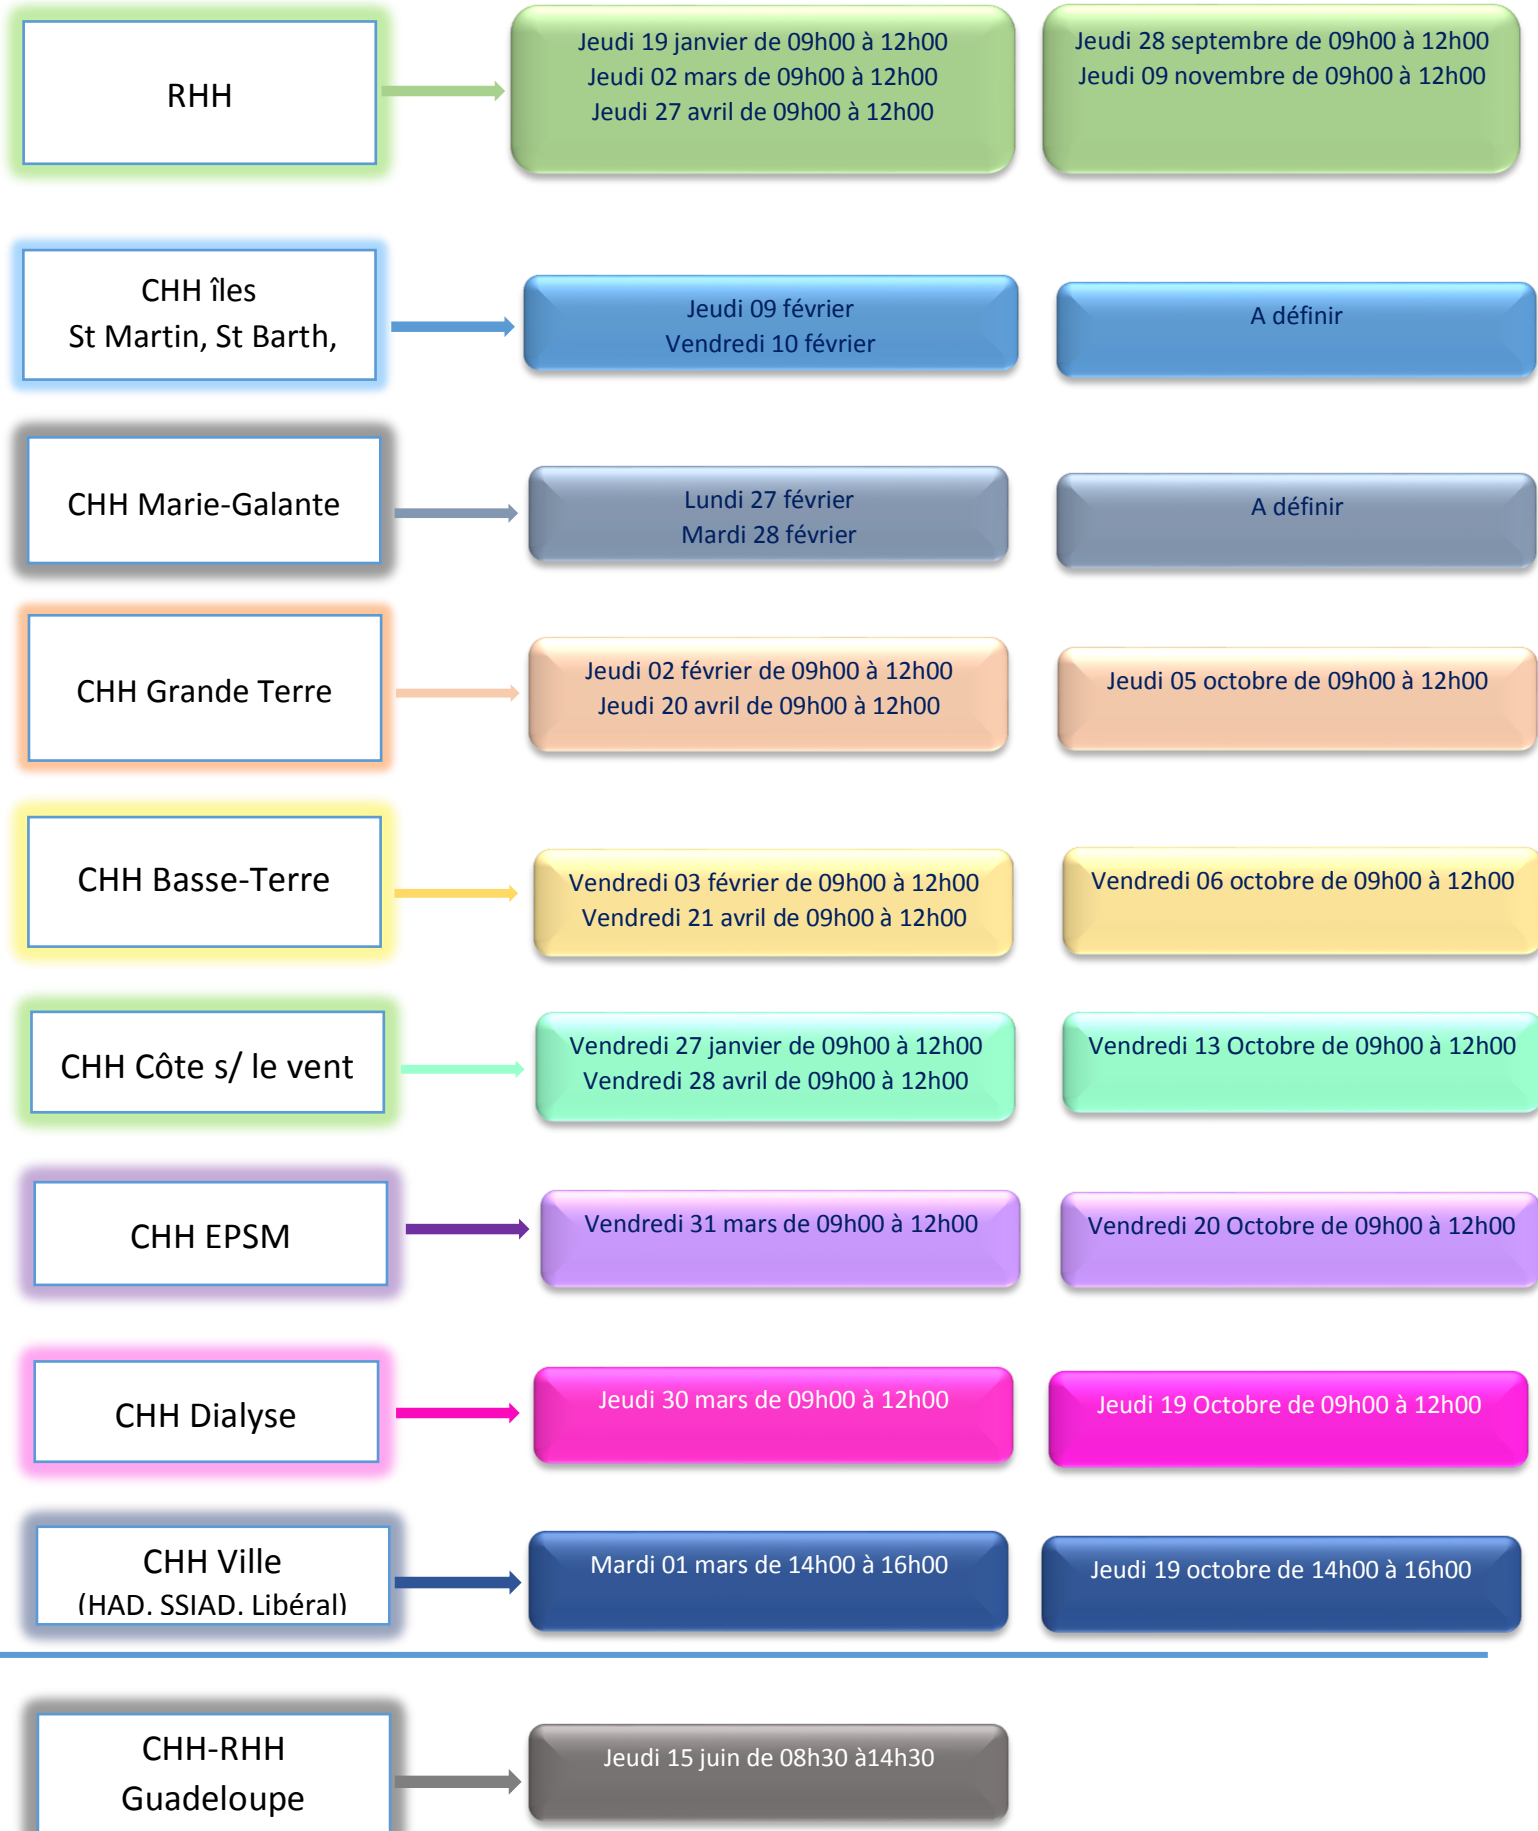 RHH
Jeudi 19 janvier de 09h00 à 12h00
Jeudi 02 mars de 09h00 à 12h00
Jeudi 27 avril de 09h00 à 12h00
Jeudi 28 septembre de 09h00 à 12h00
Jeudi 09 novembre de 09h00 à 12h00
CHH îles
St Martin, St Barth,
Jeudi 09 février
Vendredi 10 février
A définir
CHH Marie-Galante
Lundi 27 février
Mardi 28 février
A définir
CHH Grande Terre
Jeudi 02 février de 09h00 à 12h00
Jeudi 20 avril de 09h00 à 12h00
Jeudi 05 octobre de 09h00 à 12h00
CHH Basse-Terre
Vendredi 03 février de 09h00 à 12h00
Vendredi 21 avril de 09h00 à 12h00
Vendredi 06 octobre de 09h00 à 12h00
CHH Côte s/ le vent
Vendredi 27 janvier de 09h00 à 12h00
Vendredi 28 avril de 09h00 à 12h00
Vendredi 13 Octobre de 09h00 à 12h00
CHH EPSM
Vendredi 31 mars de 09h00 à 12h00
Vendredi 20 Octobre de 09h00 à 12h00
CHH Dialyse
Jeudi 30 mars de 09h00 à 12h00
Jeudi 19 Octobre de 09h00 à 12h00
CHH Ville
(HAD. SSIAD. Libéral)
Mardi 01 mars de 14h00 à 16h00
Jeudi 19 octobre de 14h00 à 16h00
CHH-RHH
Guadeloupe
Jeudi 15 juin de 08h30 à14h30